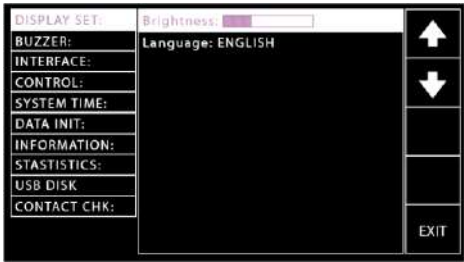 DISPLAY SET:
Brightness:
BUZZER:
Language: ENGLISH
INTERFACE:
CONTROL:
SYSTEM TIME:
DATA INIT:
INFORMATION:
STASTISTICS:
USB DISK
CONTACT CHK:
EXIT